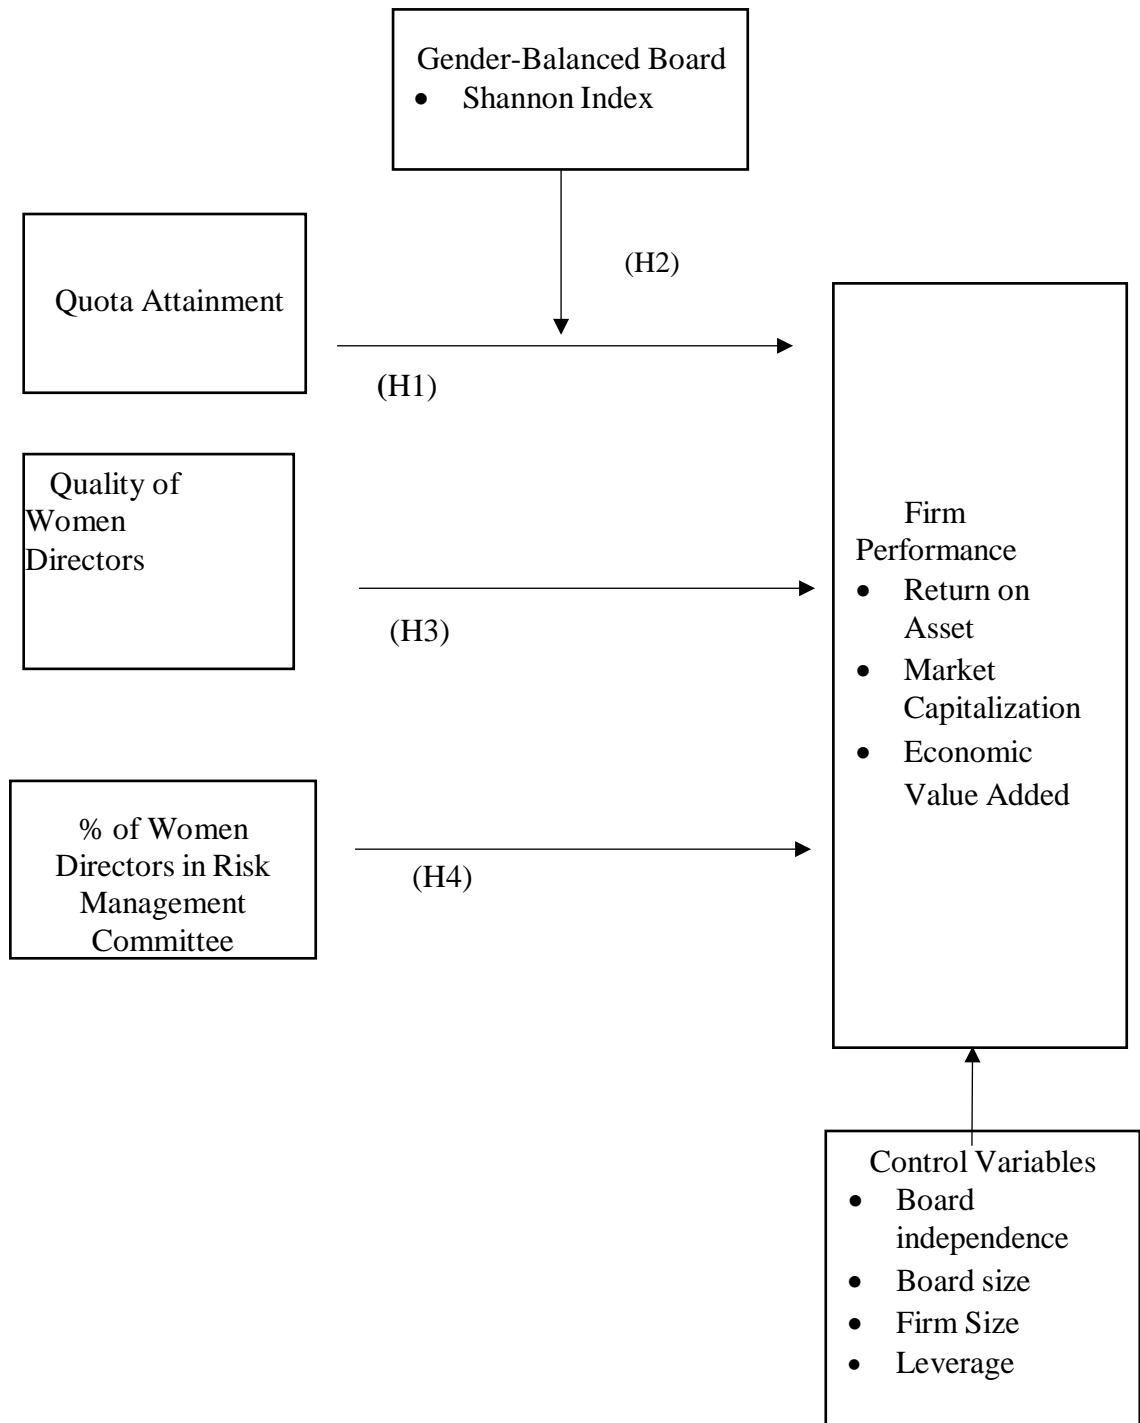 Gender-Balanced Board
• Shannon Index
(H2)
Quota Attainment
(H1)
Quality of
Women
Directors
(H3)
% of Women
Directors in Risk
Management
Committee
(H4)
Firm
Performance
• Return on
Asset
• Market
Capitalization
• Economic
Value Added
Control Variables
• Board
independence
• Board size
• Firm Size
• Leverage